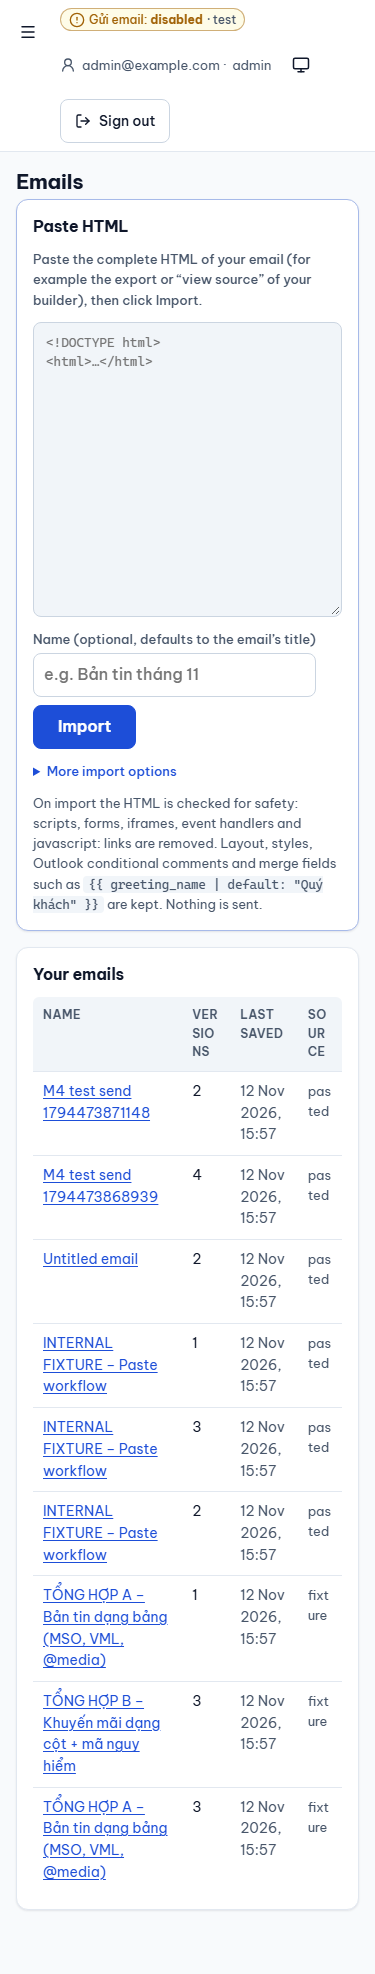 Gửi email: disabled · test
admin@example.com · admin
Sign out
Emails
Paste HTML
Paste the complete HTML of your email (for
example the export or “view source” of your
builder), then click Import.
<!DOCTYPE html>
<html>…</html>
Name (optional, defaults to the email’s title)
e.g. Bản tin tháng 11
Import
More import options
On import the HTML is checked for safety:
scripts, forms, iframes, event handlers and
javascript: links are removed. Layout, styles,
Outlook conditional comments and merge fields
such as {{ greeting_name | default: "Quý
khách" }} are kept. Nothing is sent.
Your emails
NAME VER LAST SO
SIO SAVED UR
NS CE
M4 test send 2 12 Nov pas
1794473871148 2026, ted
15:57
M4 test send 4 12 Nov pas
1794473868939 2026, ted
15:57
Untitled email 2 12 Nov pas
2026, ted
15:57
INTERNAL 1 12 Nov pas
FIXTURE – Paste 2026, ted
workflow 15:57
INTERNAL 3 12 Nov pas
FIXTURE – Paste 2026, ted
workflow 15:57
INTERNAL 2 12 Nov pas
FIXTURE – Paste 2026, ted
workflow 15:57
TỔNG HỢP A – 1 12 Nov fixt
Bản tin dạng bảng 2026, ure
(MSO, VML, 15:57
@media)
TỔNG HỢP B – 3 12 Nov fixt
Khuyến mãi dạng 2026, ure
cột + mã nguy 15:57
hiểm
TỔNG HỢP A – 3 12 Nov fixt
Bản tin dạng bảng 2026, ure
(MSO, VML, 15:57
@media)